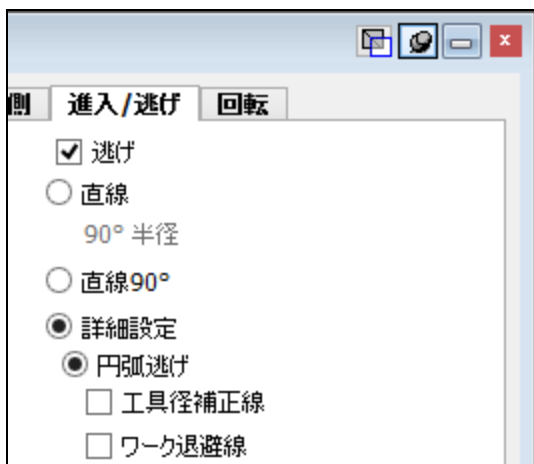 側 進入/逃げ 回転
逃げ
直線
90° 半径
直線90°
詳細設定
円弧逃げ
工具径補正線
ワーク退避線